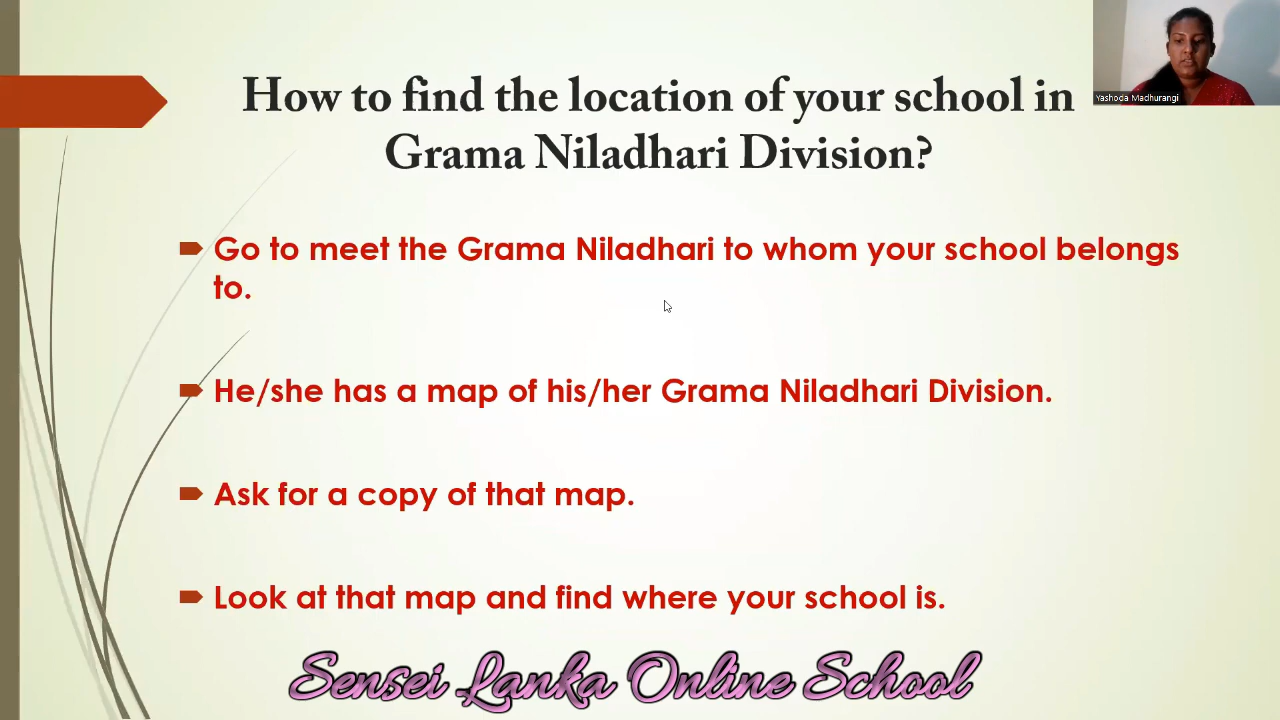 How to find the location of your school in
Grama Niladhari Division?
Yashoda Madhurangi
Go to meet the Grama Niladhari to whom your school belongs
to.
He/she has a map of his/her Grama Niladhari Division.
Ask for a copy of that map.
Look at that map and find where your school is.
Sensei Lanka Online School